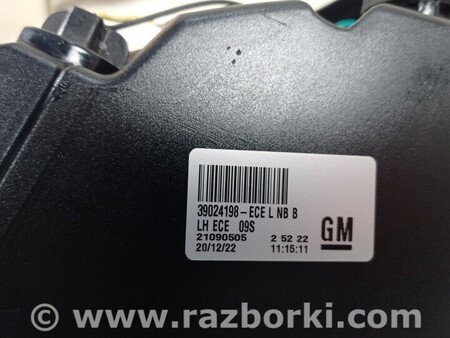 39024198-ECE L NB B
LH ECE 09S
21090505 2 52 22
20/12/22 11:15:11
GM
© www.razborki.com